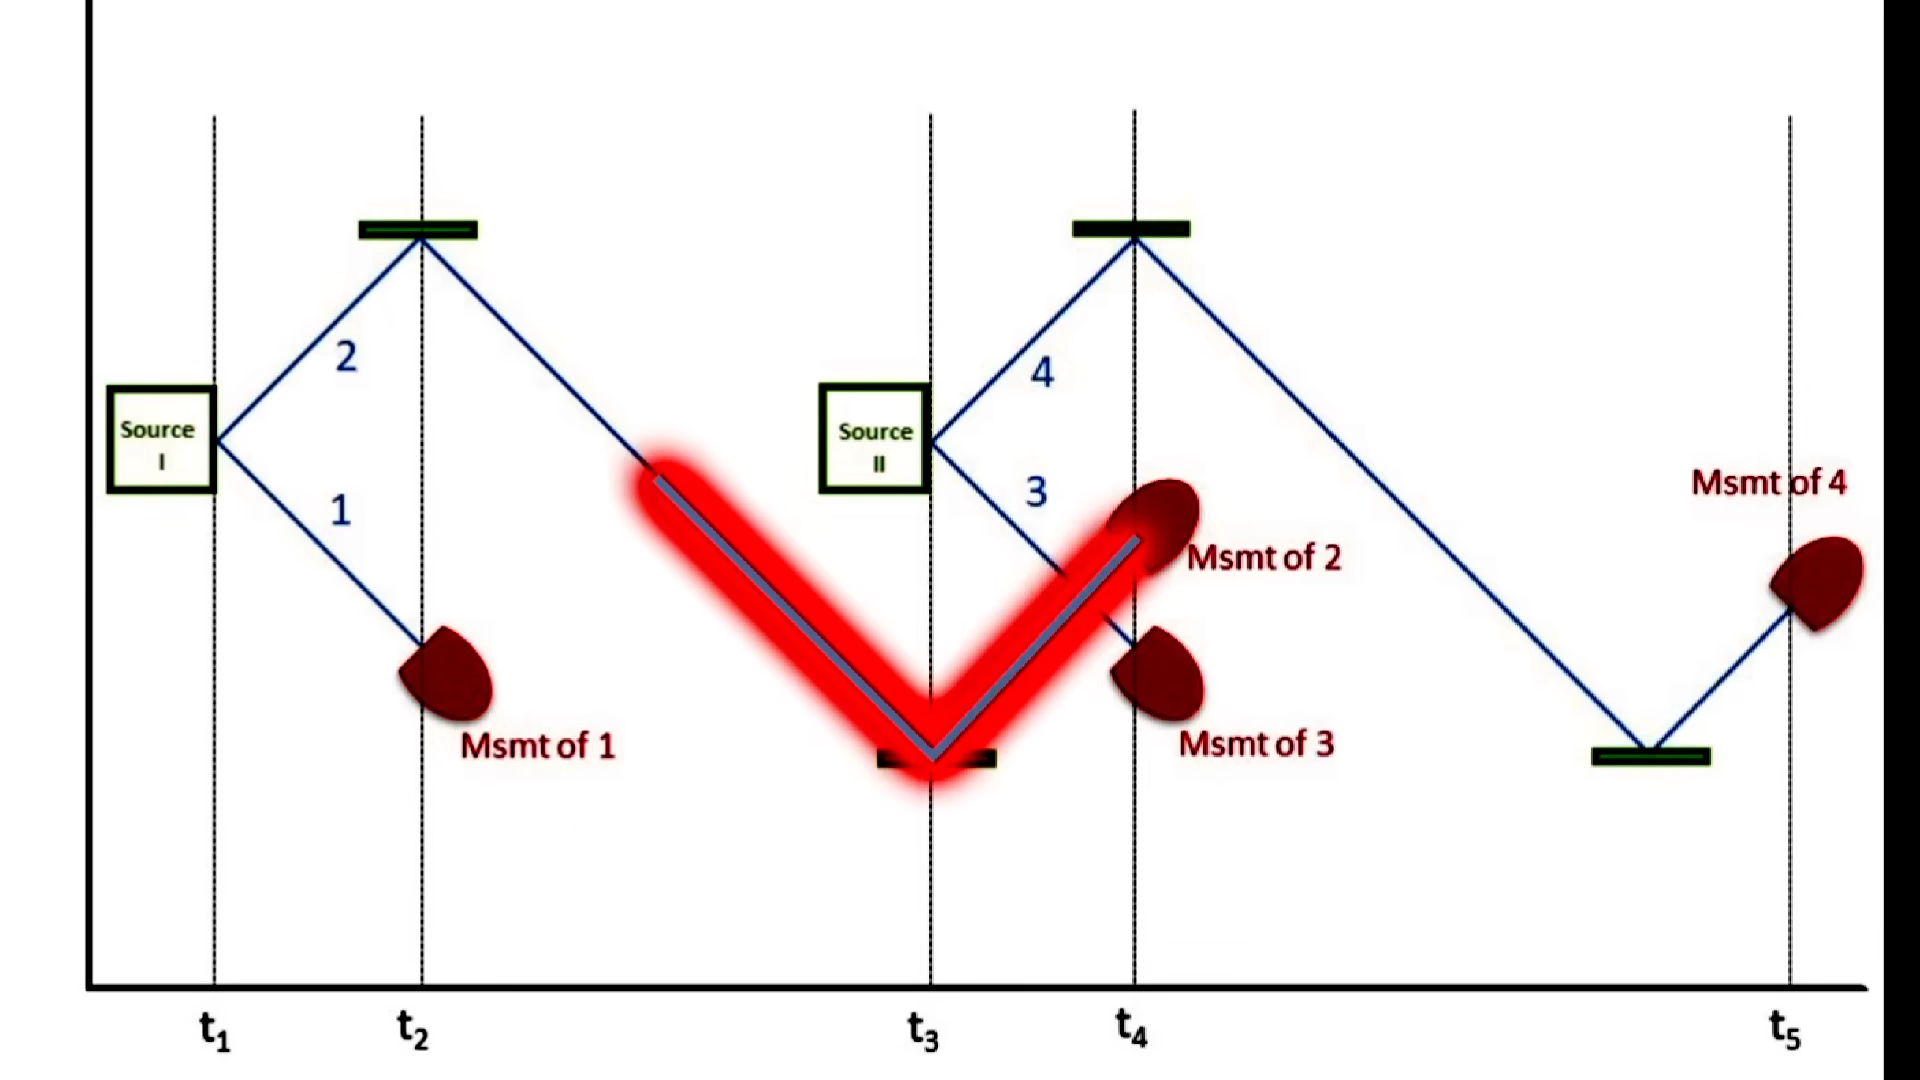 2
4
Source
I
Source
II
1
3
Msmt of 4
Msmt of 2
Msmt of 1
Msmt of 3
t₁
t₂
t₃
t₄
t₅